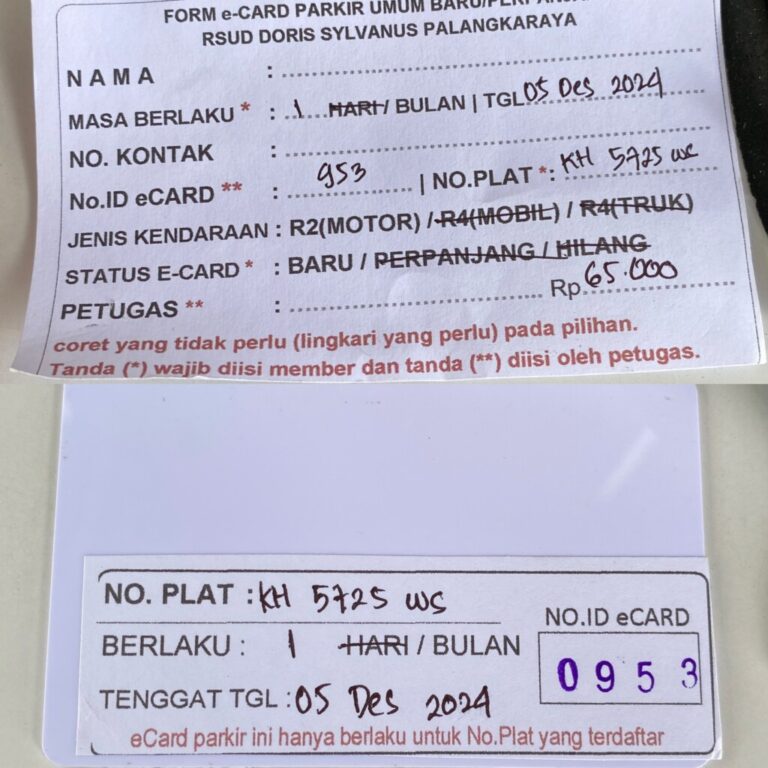 FORM e-CARD PARKIR UMUM BARU/PERPANJANG
RSUD DORIS SYLVANUS PALANGKARAYA
NAMA :
MASA BERLAKU * : 1 HARI / BULAN | TGL 05 Des 2024
NO. KONTAK :
No.ID eCARD ** : 953 | NO.PLAT *: KH 5725 WC
JENIS KENDARAAN : R2(MOTOR) / R4(MOBIL) / R4(TRUK)
STATUS E-CARD * : BARU / PERPANJANG / HILANG
PETUGAS ** : Rp 65.000
coret yang tidak perlu (lingkari yang perlu) pada pilihan.
Tanda (*) wajib diisi member dan tanda (**) diisi oleh petugas.
NO. PLAT : KH 5725 WC
BERLAKU : 1 HARI / BULAN
TENGGAT TGL : 05 Des 2024
NO.ID eCARD
0953
eCard parkir ini hanya berlaku untuk No.Plat yang terdaftar